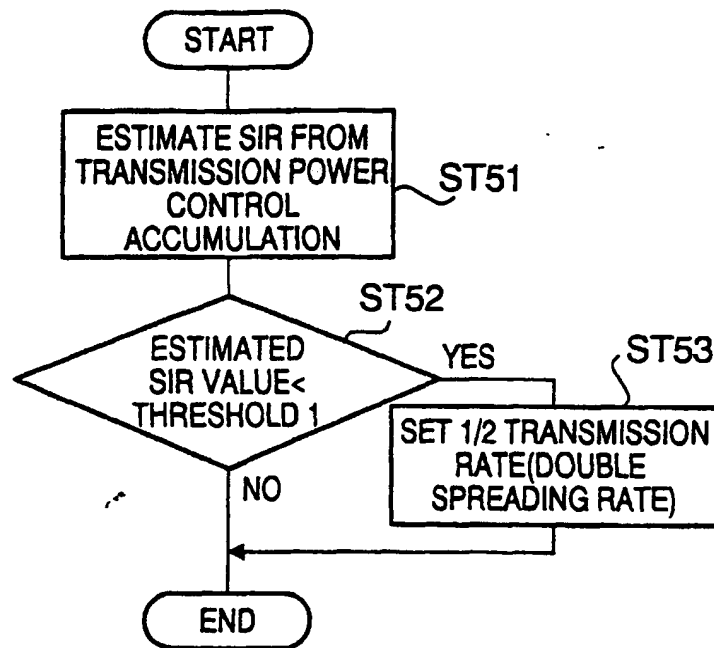 START
ESTIMATE SIR FROM
TRANSMISSION POWER
CONTROL
ACCUMULATION
ST51
ST52
ESTIMATED
SIR VALUE<
THRESHOLD 1
YES
ST53
SET 1/2 TRANSMISSION
RATE(DOUBLE
SPREADING RATE)
NO
END